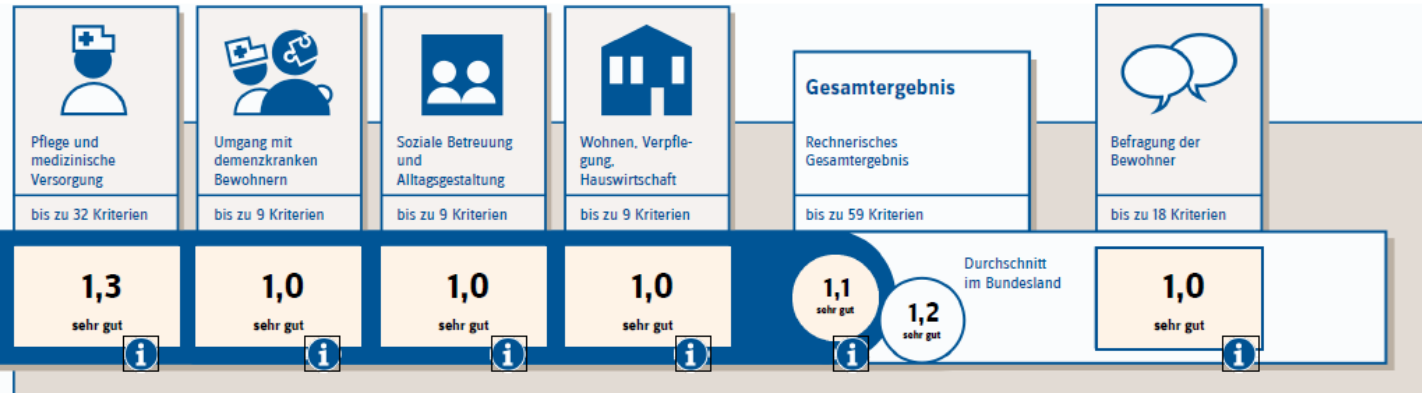 Pflege und
medizinische
Versorgung
bis zu 32 Kriterien
1,3
sehr gut
Umgang mit
demenzkranken
Bewohnern
bis zu 9 Kriterien
1,0
sehr gut
Soziale Betreuung
und
Alltagsgestaltung
bis zu 9 Kriterien
1,0
sehr gut
Wohnen, Verpfle-
gung,
Hauswirtschaft
bis zu 9 Kriterien
1,0
sehr gut
Gesamtergebnis
Rechnerisches
Gesamtergebnis
bis zu 59 Kriterien
1,1
sehr gut
1,2
sehr gut
Durchschnitt
im Bundesland
Befragung der
Bewohner
bis zu 18 Kriterien
1,0
sehr gut